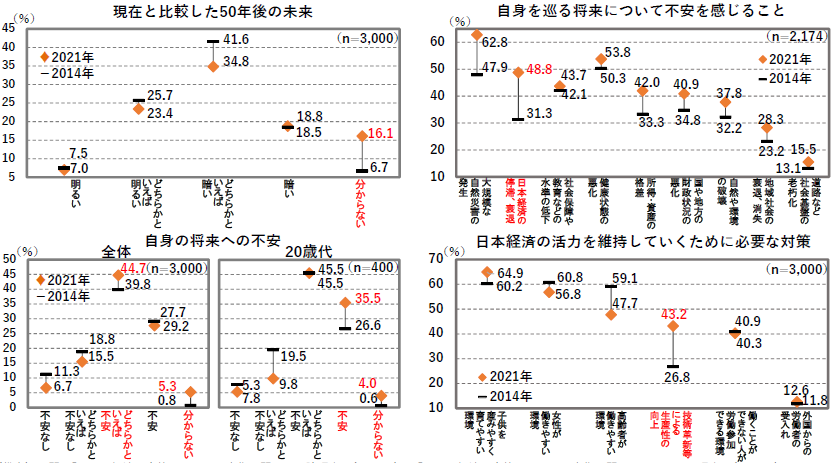 現在と比較した50年後の未来
(%)
(n=3,000)
2021年
2014年
45
40
35
30
25
20
15
10
5
7.5
7.0
25.7
23.4
41.6
34.8
18.8
18.5
16.1
6.7
明るい
どちらかと
いえば
明るい
どちらかと
いえば
暗い
暗い
分からない
自身を巡る将来について不安を感じること
(%)
(n=2,174)
2021年
2014年
60
50
40
30
20
10
62.8
47.9
48.8
31.3
43.7
42.1
53.8
50.3
42.0
33.3
40.9
34.8
37.8
32.2
28.3
23.2
15.5
13.1
大規模な
自然災害の
発生
日本経済の
停滞、衰退
社会保障や
教育などの
水準の低下
健康状態の
悪化
所得・資産の
格差
国や地方の
財政状況の
悪化
自然や環境
の破壊
地域社会の
衰退、消失
道路など
社会基盤の
老朽化
自身の将来への不安
(%)
全体
(n=3,000)
2021年
2014年
50
45
40
35
30
25
20
15
10
5
0
11.3
6.7
18.8
15.5
44.7
39.8
27.7
29.2
5.3
0.8
不安なし
どちらかと
いえば
不安なし
どちらかと
いえば
不安
不安
分からない
20歳代
(n=400)
5.3
7.8
19.5
9.8
45.5
45.5
35.5
26.6
4.0
0.6
不安なし
どちらかと
いえば
不安なし
どちらかと
いえば
不安
不安
分からない
日本経済の活力を維持していくために必要な対策
(%)
(n=3,000)
2021年
2014年
70
60
50
40
30
20
10
64.9
60.2
60.8
56.8
59.1
47.7
43.2
26.8
40.9
40.3
12.6
11.8
子供を
産みやすく
育てやすい
環境
女性が
働きやすい
環境
高齢者が
働きやすい
環境
技術革新等
による
生産性の
向上
働くことが
できない人が
労働参加
できる環境
外国からの
労働者の
受入れ